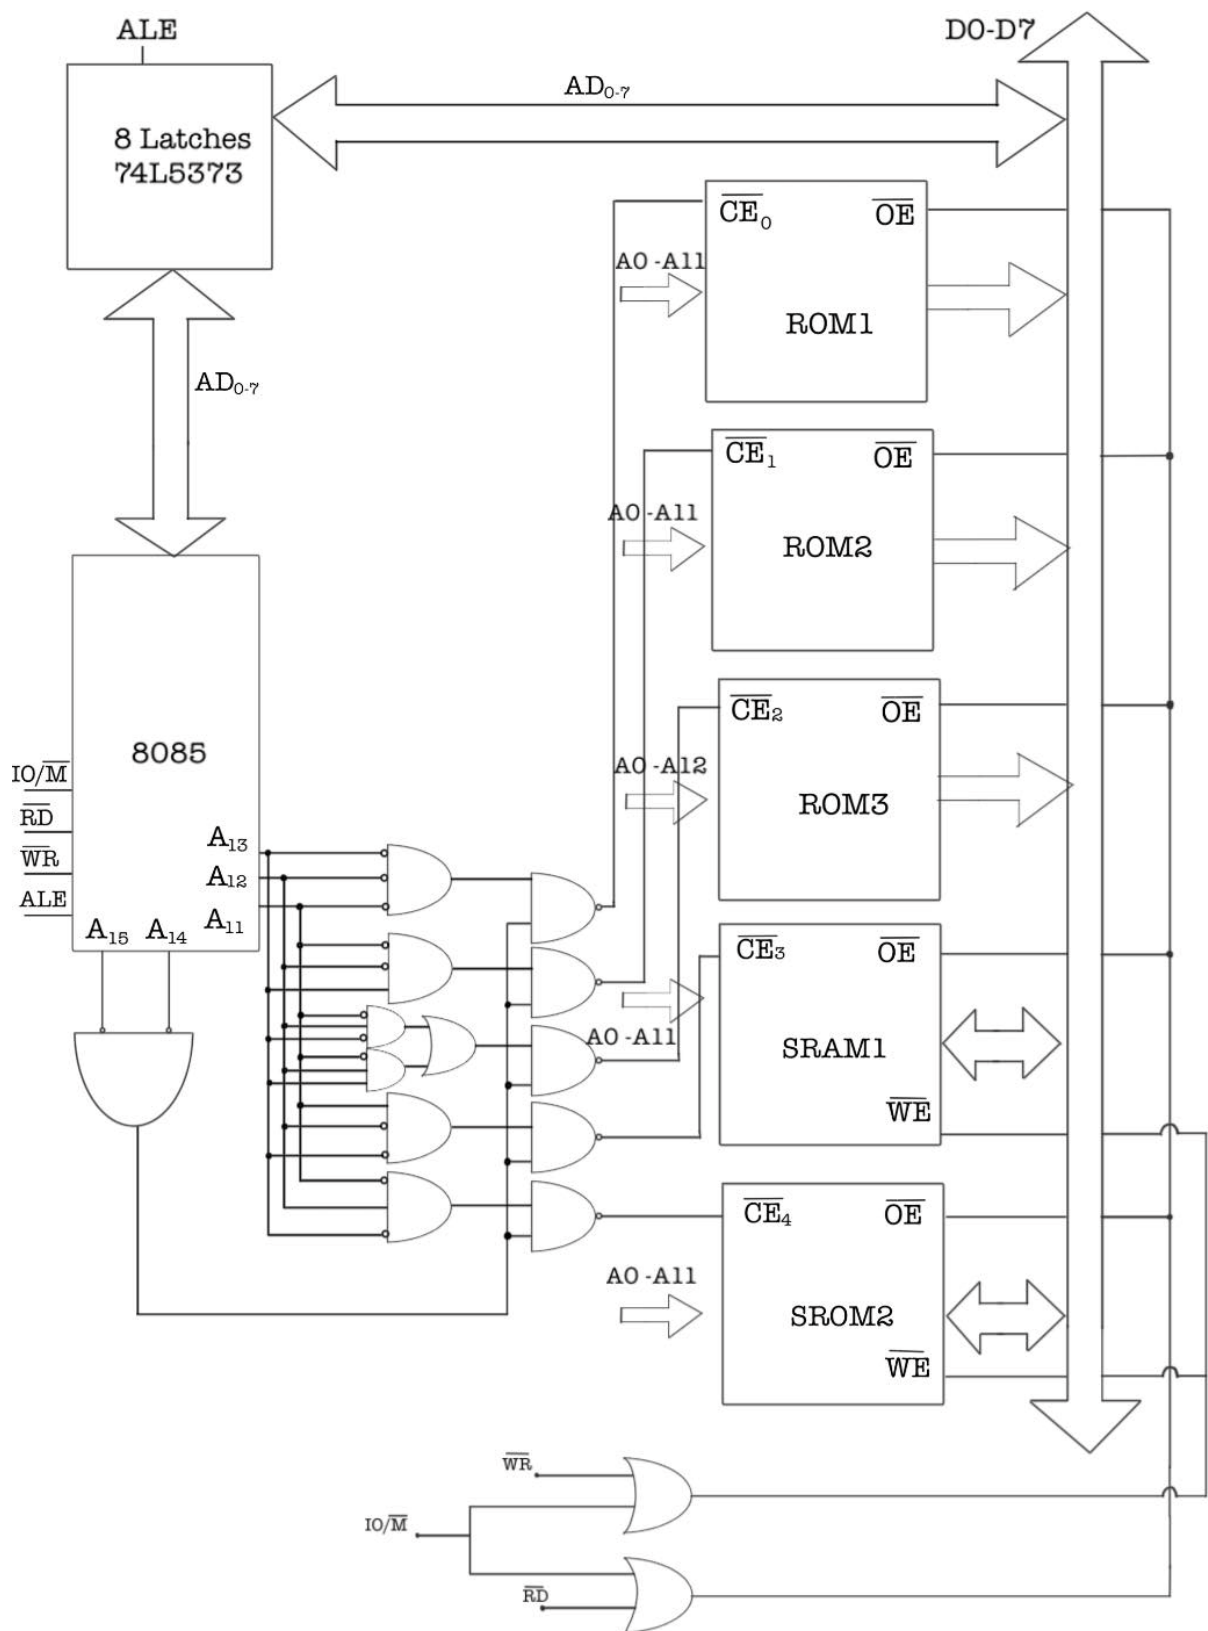 ALE
D0-D7
AD0-7
8 Latches
74L5373
CE0 OE
A0 -A11
ROM1
AD0-7
CE1 OE
A0 -A11
ROM2
CE2 OE
8085
IO/M
A0 -A12
ROM3
RD
A13
WR
A12
ALE
A11
A15 A14
CE3 OE
A0 -A11
SRAM1
WE
CE4 OE
A0 -A11
SROM2
WE
WR
IO/M
RD